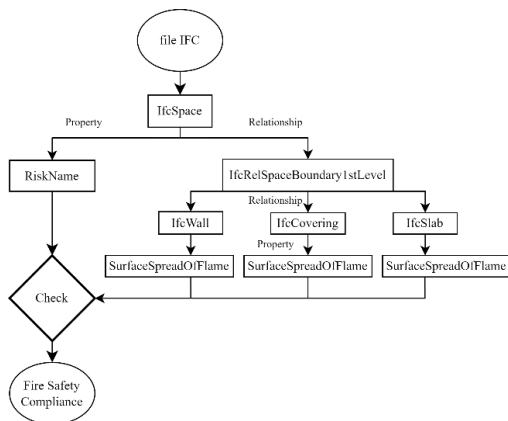 file IFC
IfcSpace
Property
Relationship
RiskName
IfcRelSpaceBoundary1stLevel
Relationship
IfcWall
IfcCovering
IfcSlab
Property
SurfaceSpreadOfFlame
SurfaceSpreadOfFlame
SurfaceSpreadOfFlame
Check
Fire Safety
Compliance